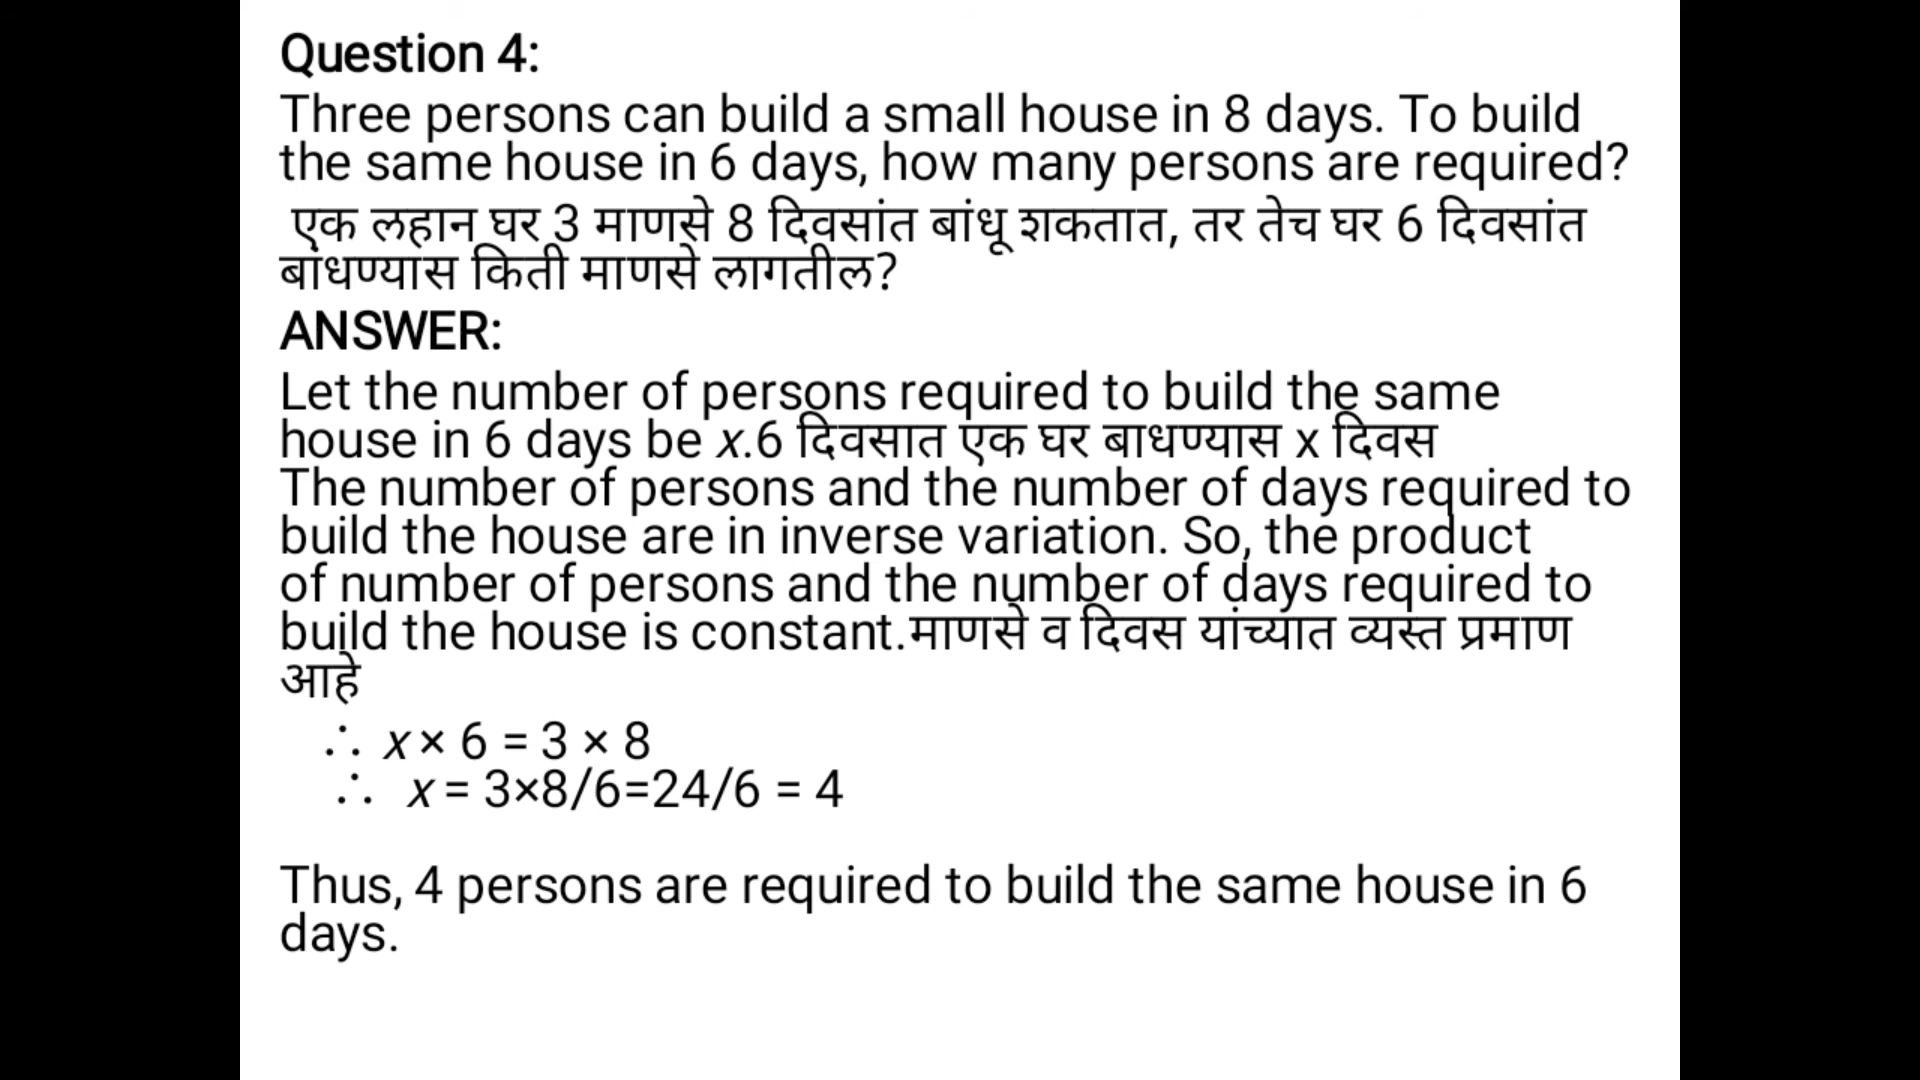 Question 4:
Three persons can build a small house in 8 days. To build
the same house in 6 days, how many persons are required?
एक लहान घर 3 माणसे 8 दिवसांत बांधू शकतात, तर तेच घर 6 दिवसांत
बांधण्यास किती माणसे लागतील?
ANSWER:
Let the number of persons required to build the same
house in 6 days be x.6 दिवसात एक घर बाधण्यास x दिवस
The number of persons and the number of days required to
build the house are in inverse variation. So, the product
of number of persons and the number of days required to
build the house is constant.माणसे व दिवस यांच्यात व्यस्त प्रमाण
आहे
∴ x × 6 = 3 × 8
∴ x = 3×8/6=24/6 = 4
Thus, 4 persons are required to build the same house in 6
days.